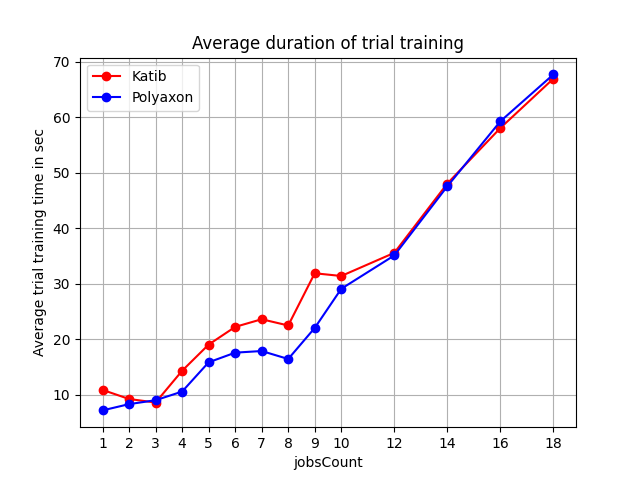 Average duration of trial training
Katib
Polyaxon
Average trial training time in sec
70
60
50
40
30
20
10
1 2 3 4 5 6 7 8 9 10 12 14 16 18
jobsCount